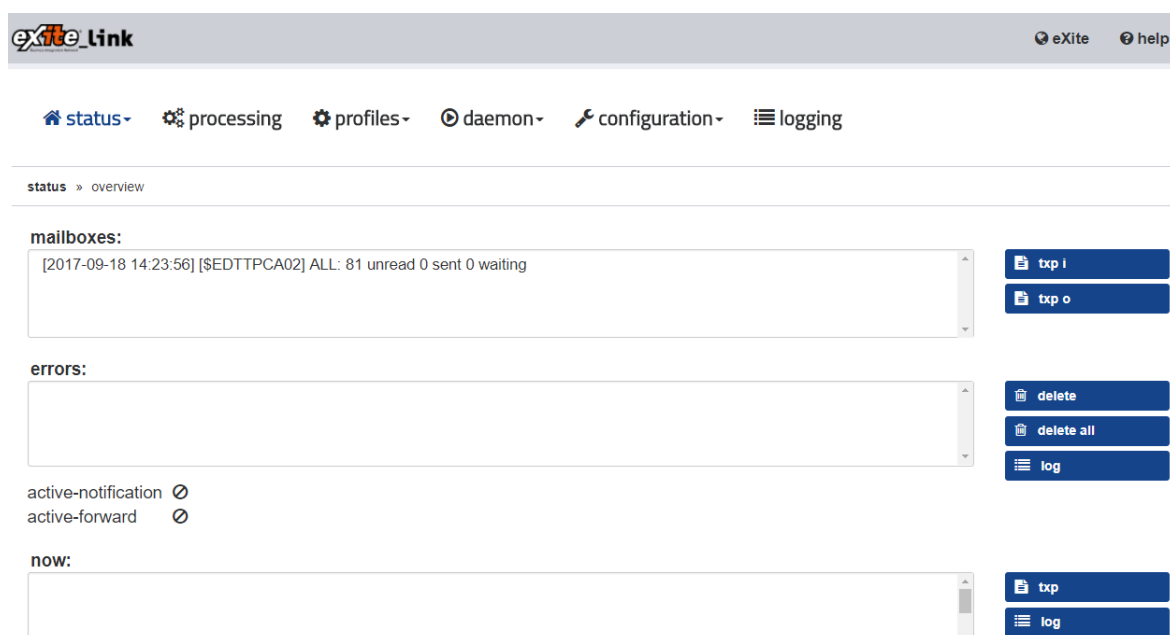 eXite_link
eXite help
status processing profiles daemon configuration logging
status » overview
mailboxes:
[2017-09-18 14:23:56] [$EDTTPCA02] ALL: 81 unread 0 sent 0 waiting
txp i
txp o
errors:
delete
delete all
log
active-notification
active-forward
now:
txp
log